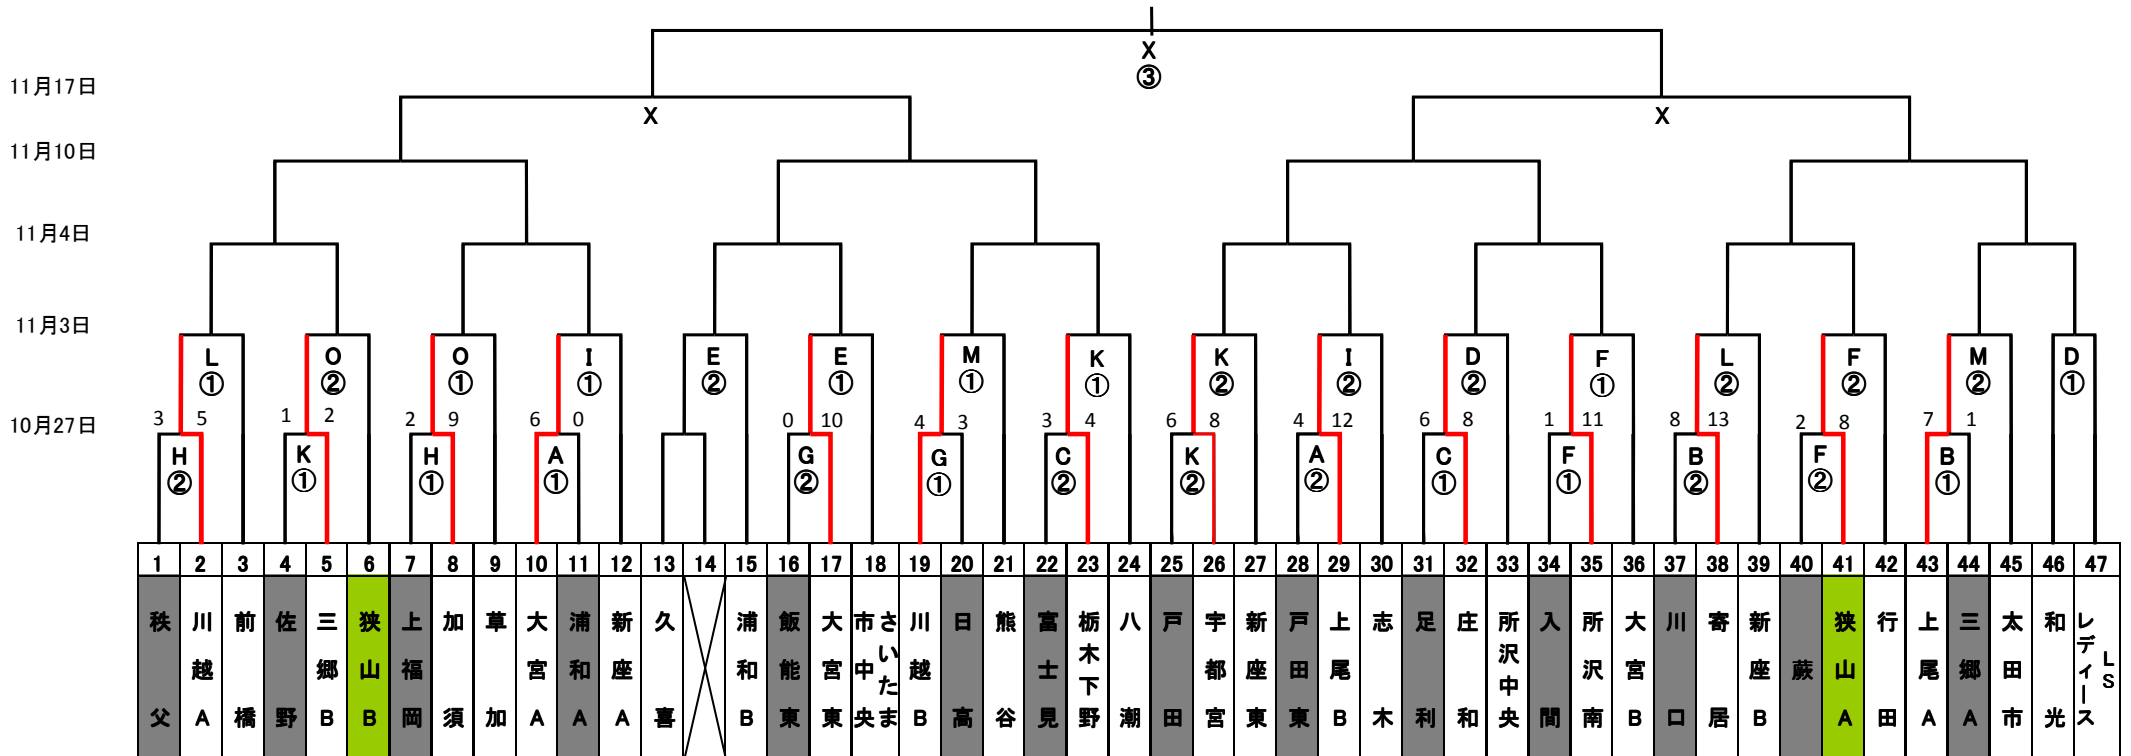 X
③
11月17日
X
X
11月10日
11月4日
11月3日
L O O I E E M K K I D F L F M D
① ② ① ① ② ① ① ① ② ② ② ① ② ② ② ①
10月27日
3 5 1 2 2 9 6 0 0 10 4 3 3 4 6 8 4 12 6 8 1 11 8 13 2 8 7 1
H K H A G G C K A C F B F B
② ① ① ① ② ① ② ② ② ① ① ② ② ①
1 2 3 4 5 6 7 8 9 10 11 12 13 14 15 16 17 18 19 20 21 22 23 24 25 26 27 28 29 30 31 32 33 34 35 36 37 38 39 40 41 42 43 44 45 46 47
秩父
川越A
前橋
佐野
三郷B
狭山B
上福岡
加須
草加
大宮A
浦和A
新座A
久喜
浦和B
飯能東
大宮東
さいたま
市中央
川越B
日高
熊谷
富士見
栃木下野
八潮
戸田
宇都宮
新座東
戸田東
上尾B
志木
足利
庄和
所沢中央
入間
所沢南
大宮B
川口
寄居
新座B
蕨
狭山A
行田
上尾A
三郷A
太田市
和光
LS
レディース